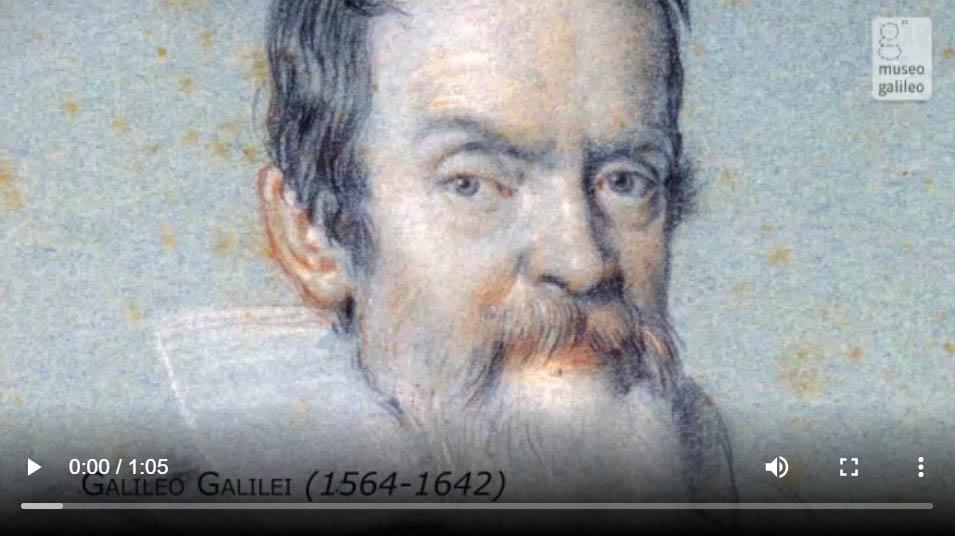 g
museo
galileo
0:00 / 1:05
Galileo Galilei (1564-1642)